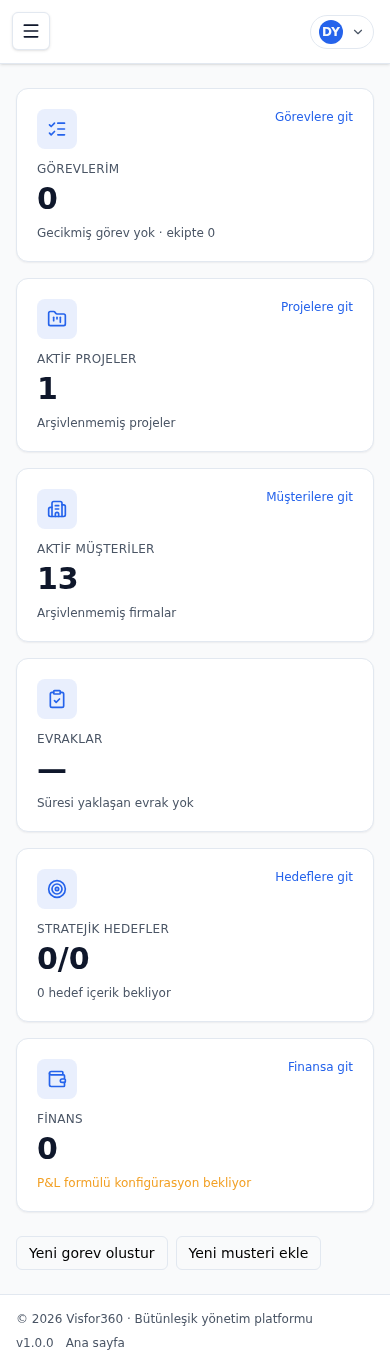 DY
Görevlere git
GÖREVLERİM
0
Gecikmiş görev yok · ekipte 0
Projelere git
AKTİF PROJELER
1
Arşivlenmemiş projeler
Müşterilere git
AKTİF MÜŞTERİLER
13
Arşivlenmemiş firmalar
EVRAKLAR
—
Süresi yaklaşan evrak yok
Hedeflere git
STRATEJİK HEDEFLER
0/0
0 hedef içerik bekliyor
Finansa git
FİNANS
0
P&L formülü konfigürasyon bekliyor
Yeni gorev olustur Yeni musteri ekle
© 2026 Visfor360 · Bütünleşik yönetim platformu
v1.0.0 Ana sayfa